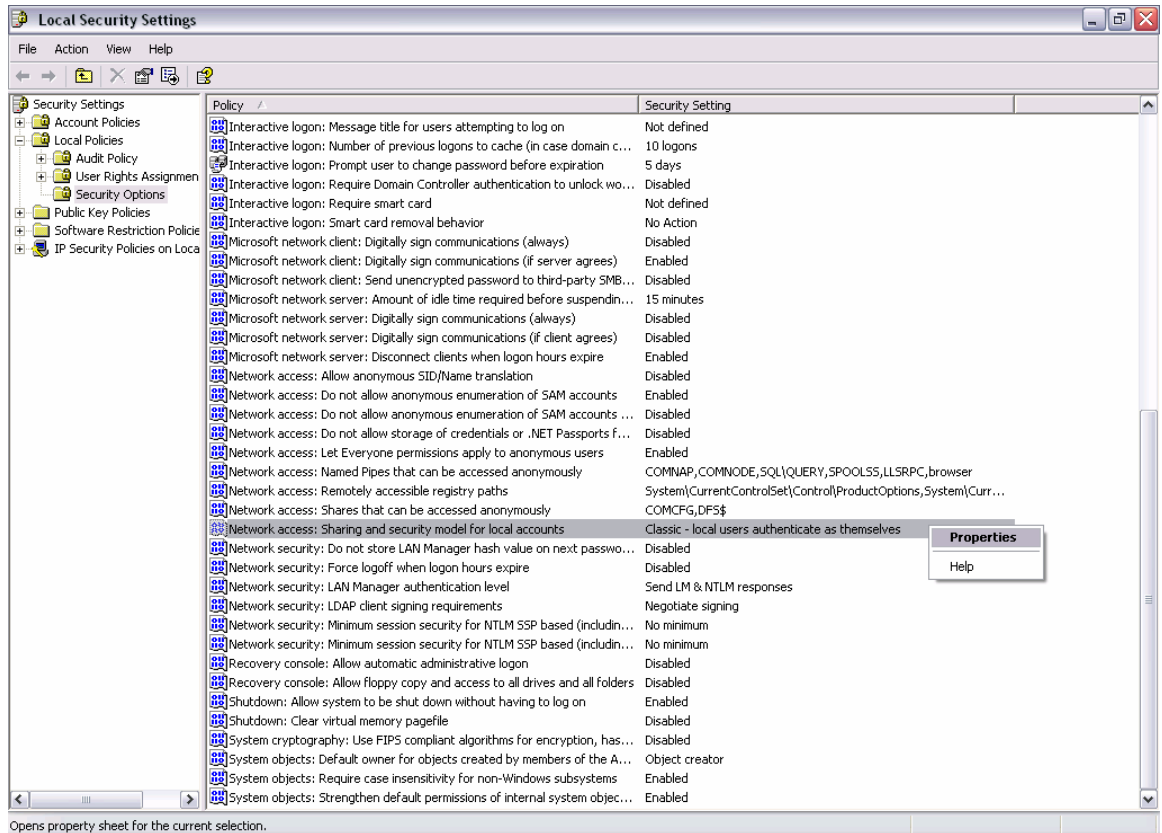 Local Security Settings
File Action View Help
Security Settings
Account Policies
Local Policies
Audit Policy
User Rights Assignmen
Security Options
Public Key Policies
Software Restriction Policie
IP Security Policies on Loca
Policy Security Setting
Interactive logon: Message title for users attempting to log on Not defined
Interactive logon: Number of previous logons to cache (in case domain c... 10 logons
Interactive logon: Prompt user to change password before expiration 5 days
Interactive logon: Require Domain Controller authentication to unlock wo... Disabled
Interactive logon: Require smart card Not defined
Interactive logon: Smart card removal behavior No Action
Microsoft network client: Digitally sign communications (always) Disabled
Microsoft network client: Digitally sign communications (if server agrees) Enabled
Microsoft network client: Send unencrypted password to third-party SMB... Disabled
Microsoft network server: Amount of idle time required before suspendin... 15 minutes
Microsoft network server: Digitally sign communications (always) Disabled
Microsoft network server: Digitally sign communications (if client agrees) Disabled
Microsoft network server: Disconnect clients when logon hours expire Enabled
Network access: Allow anonymous SID/Name translation Disabled
Network access: Do not allow anonymous enumeration of SAM accounts Enabled
Network access: Do not allow anonymous enumeration of SAM accounts ... Disabled
Network access: Do not allow storage of credentials or .NET Passports f... Disabled
Network access: Let Everyone permissions apply to anonymous users Enabled
Network access: Named Pipes that can be accessed anonymously COMNAP,COMNODE,SQL\QUERY,SPOOLSS,LLSRPC,browser
Network access: Remotely accessible registry paths System\CurrentControlSet\Control\ProductOptions,System\Curr...
Network access: Shares that can be accessed anonymously COMCFG,DFS$
Network access: Sharing and security model for local accounts Classic - local users authenticate as themselves
Properties
Help
Network security: Do not store LAN Manager hash value on next passwo... Disabled
Network security: Force logoff when logon hours expire Disabled
Network security: LAN Manager authentication level Send LM & NTLM responses
Network security: LDAP client signing requirements Negotiate signing
Network security: Minimum session security for NTLM SSP based (includin... No minimum
Network security: Minimum session security for NTLM SSP based (includin... No minimum
Recovery console: Allow automatic administrative logon Disabled
Recovery console: Allow floppy copy and access to all drives and all folders Disabled
Shutdown: Allow system to be shut down without having to log on Enabled
Shutdown: Clear virtual memory pagefile Disabled
System cryptography: Use FIPS compliant algorithms for encryption, has... Disabled
System objects: Default owner for objects created by members of the A... Object creator
System objects: Require case insensitivity for non-Windows subsystems Enabled
System objects: Strengthen default permissions of internal system objec... Enabled
Opens property sheet for the current selection.